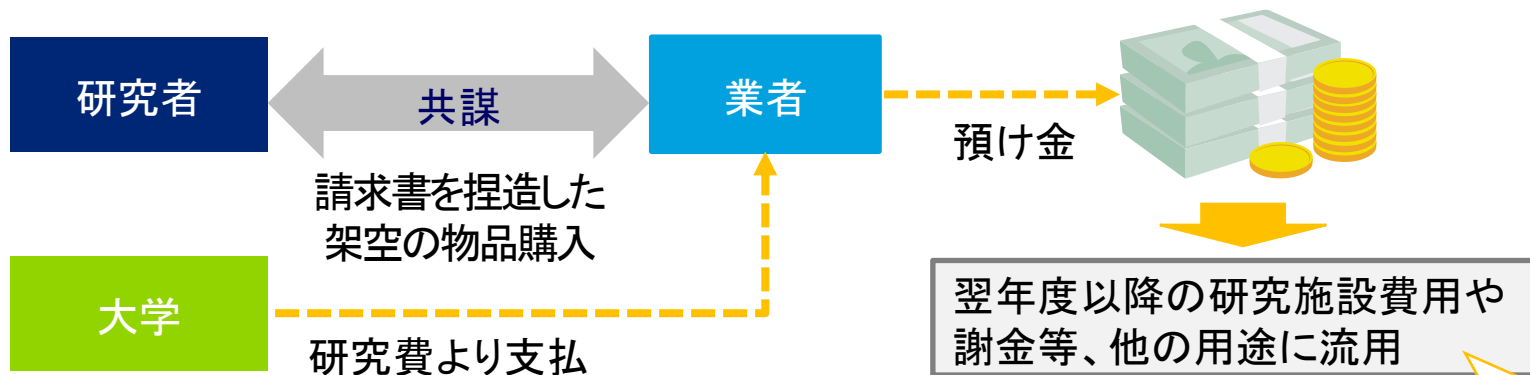 研究者
共謀
業者
請求書を捏造した
架空の物品購入
預け金
大学
研究費より支払
翌年度以降の研究施設費用や
謝金等、他の用途に流用